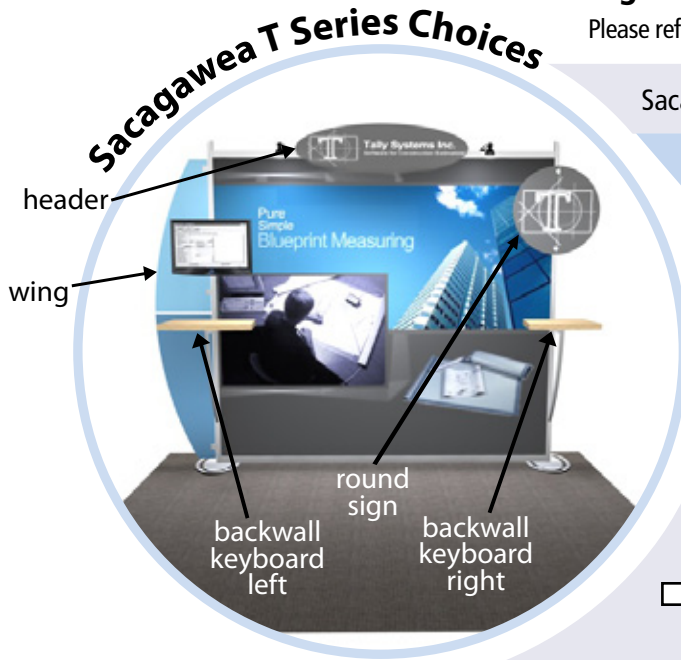 Please ref
Saca
Sacagawea T Series Choices
header
wing
T
Tally Systems Inc.
T
Pure
Simple
Blueprint Measuring
round
sign
backwall
keyboard
left
backwall
keyboard
right